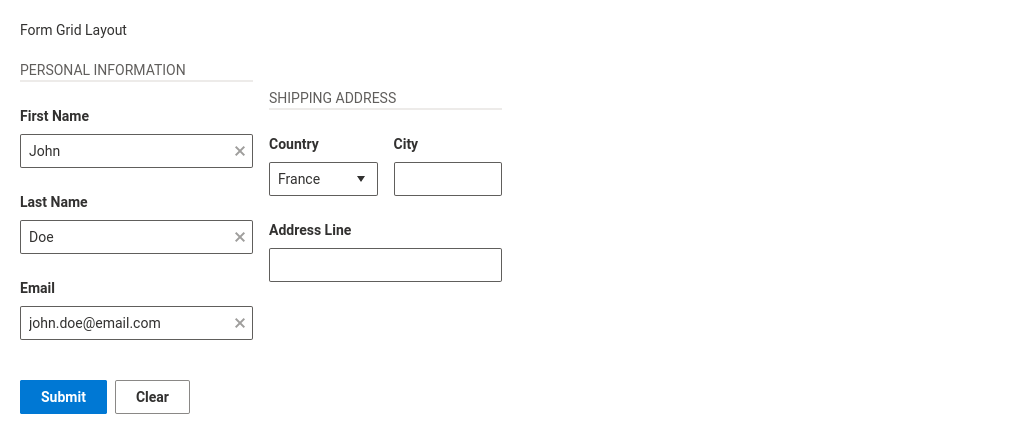 Form Grid Layout
PERSONAL INFORMATION
First Name
John
Last Name
Doe
Email
john.doe@email.com
SHIPPING ADDRESS
Country City
France
Address Line
Submit Clear